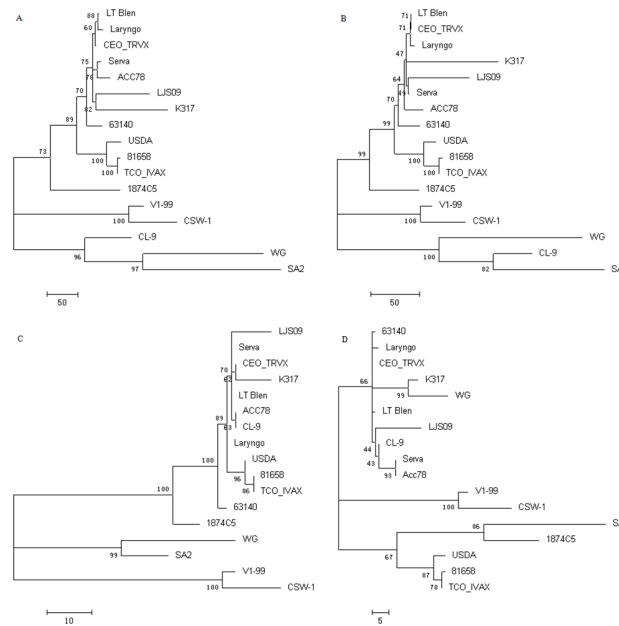 A
88
LT Blen
60
Laryngo
CEO_TRVX
75
Serva
78
ACC78
70
LJS09
82
K317
89
63140
USDA
73
100
81658
100
TCO_IVAX
1874C5
V1-99
100
CSW-1
CL-9
96
WG
97
SA2
50
B
71
LT Blen
71
CEO_TRVX
Laryngo
47
K317
64
LJS09
49
Serva
70
ACC78
99
63140
USDA
99
100
81658
100
TCO_IVAX
1874C5
V1-99
100
CSW-1
WG
100
CL-9
82
SA
50
C
LJS09
Serva
CEO_TRVX
70
62
K317
LT Blen
ACC78
63
CL-9
89
Laryngo
USDA
100
96
81658
86
TCO_IVAX
63140
100
1874C5
WG
99
SA2
V1-99
100
CSW-1
10
D
63140
Laryngo
CEO_TRVX
66
K317
99
WG
LT Blen
LJS09
44
CL-9
43
Serva
93
Acc78
V1-99
100
CSW-1
86
SA
1874C5
67
USDA
87
81658
78
TCO_IVAX
5